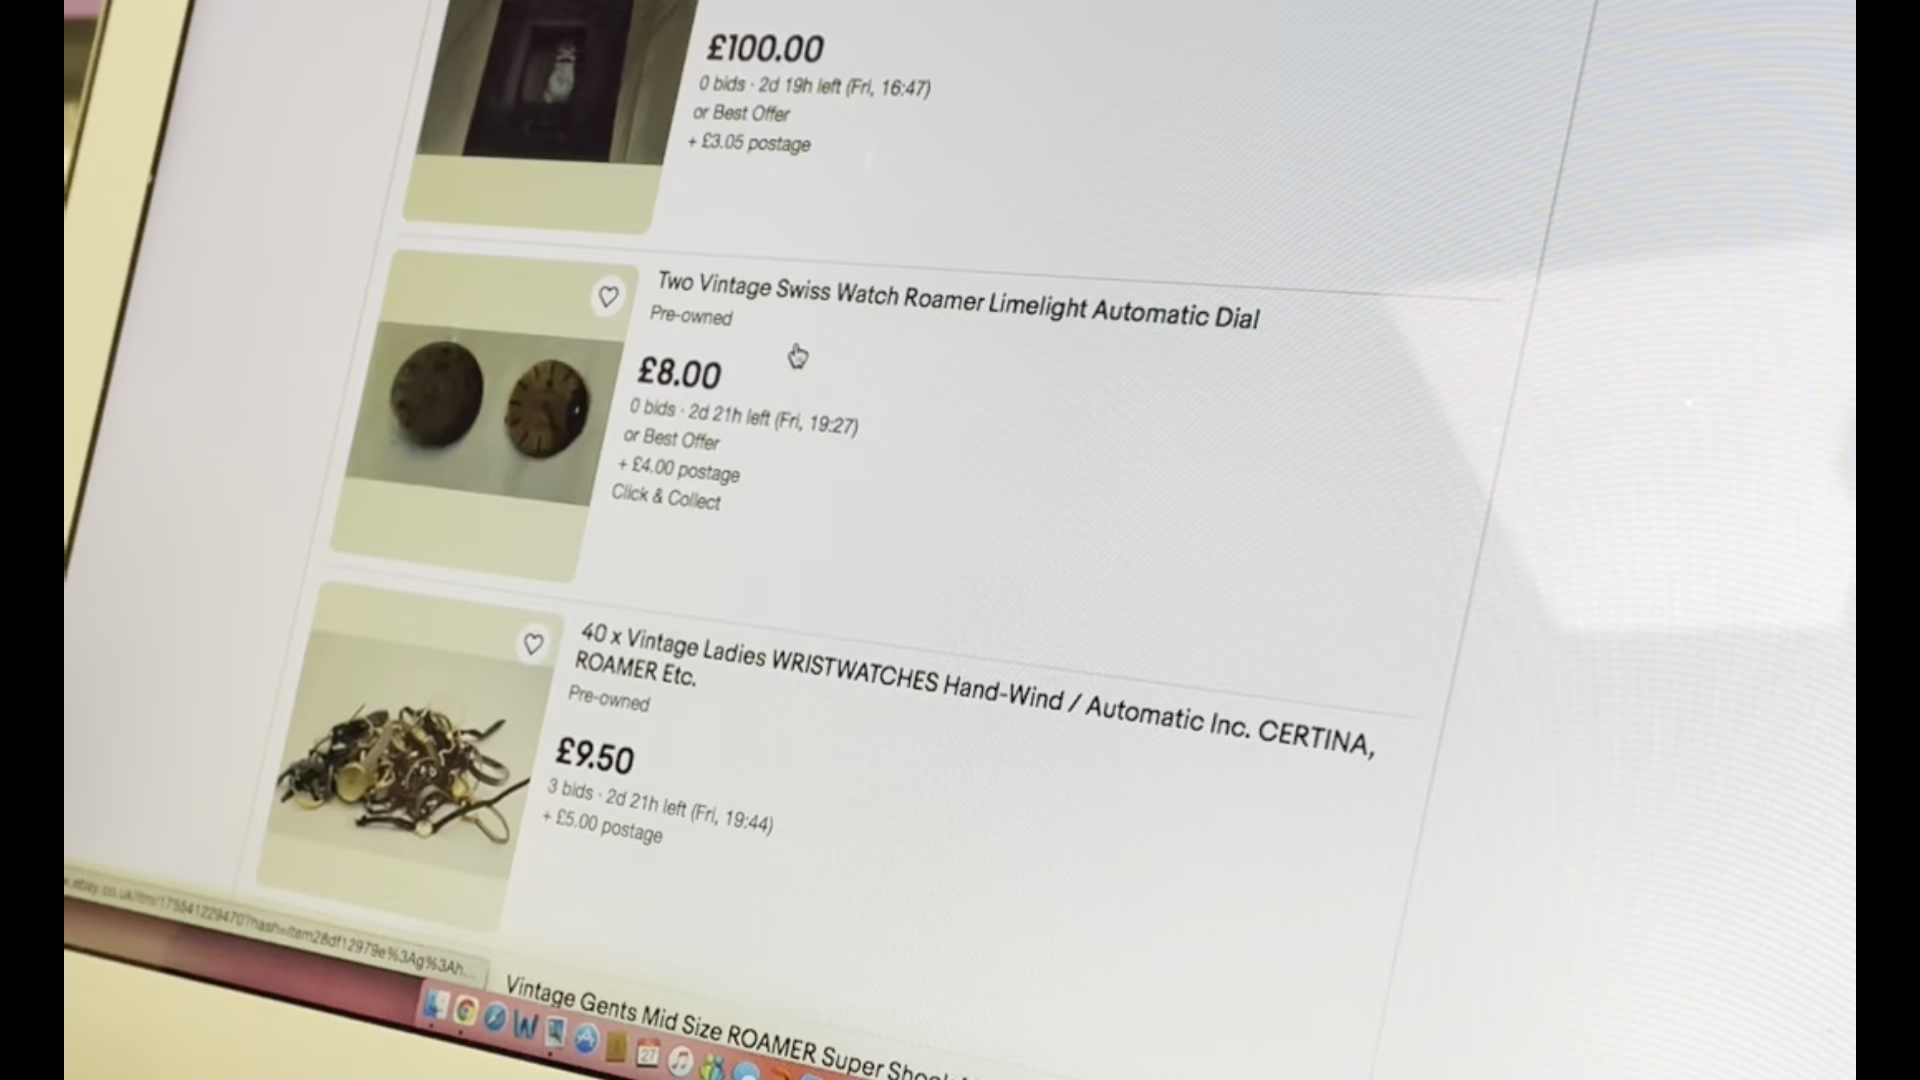 £100.00
0 bids · 2d 19h left (Fri, 16:47)
or Best Offer
+ £3.05 postage
Two Vintage Swiss Watch Roamer Limelight Automatic Dial
Pre-owned
£8.00
0 bids · 2d 21h left (Fri, 19:27)
or Best Offer
+ £4.00 postage
Click & Collect
40 x Vintage Ladies WRISTWATCHES Hand-Wind / Automatic Inc. CERTINA,
ROAMER Etc.
Pre-owned
£9.50
3 bids · 2d 21h left (Fri, 19:44)
+ £5.00 postage
Vintage Gents Mid Size ROAMER Super
27